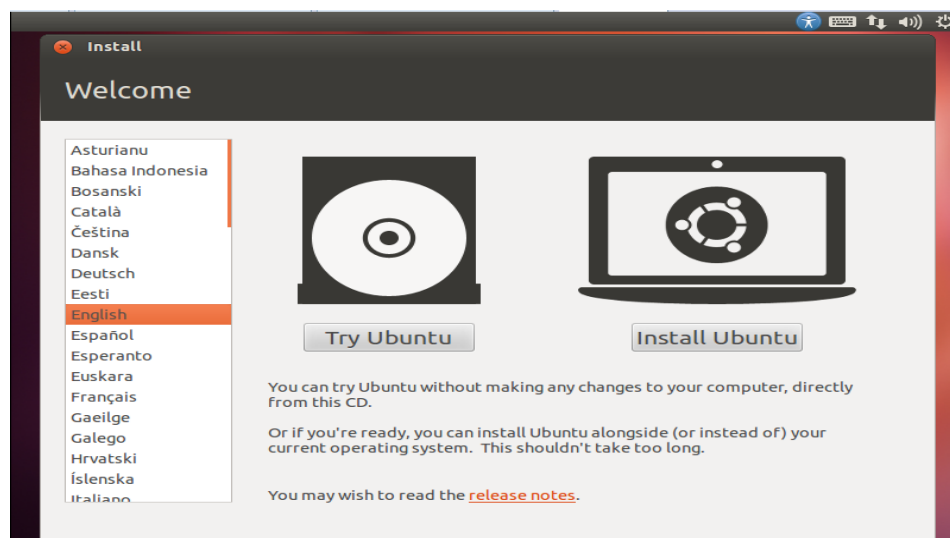 Install
Welcome
Asturianu
Bahasa Indonesia
Bosanski
Català
Čeština
Dansk
Deutsch
Eesti
English
Español
Esperanto
Euskara
Français
Gaeilge
Galego
Hrvatski
Íslenska
Italiano
Try Ubuntu
Install Ubuntu
You can try Ubuntu without making any changes to your computer, directly
from this CD.
Or if you're ready, you can install Ubuntu alongside (or instead of) your
current operating system. This shouldn't take too long.
You may wish to read the release notes.